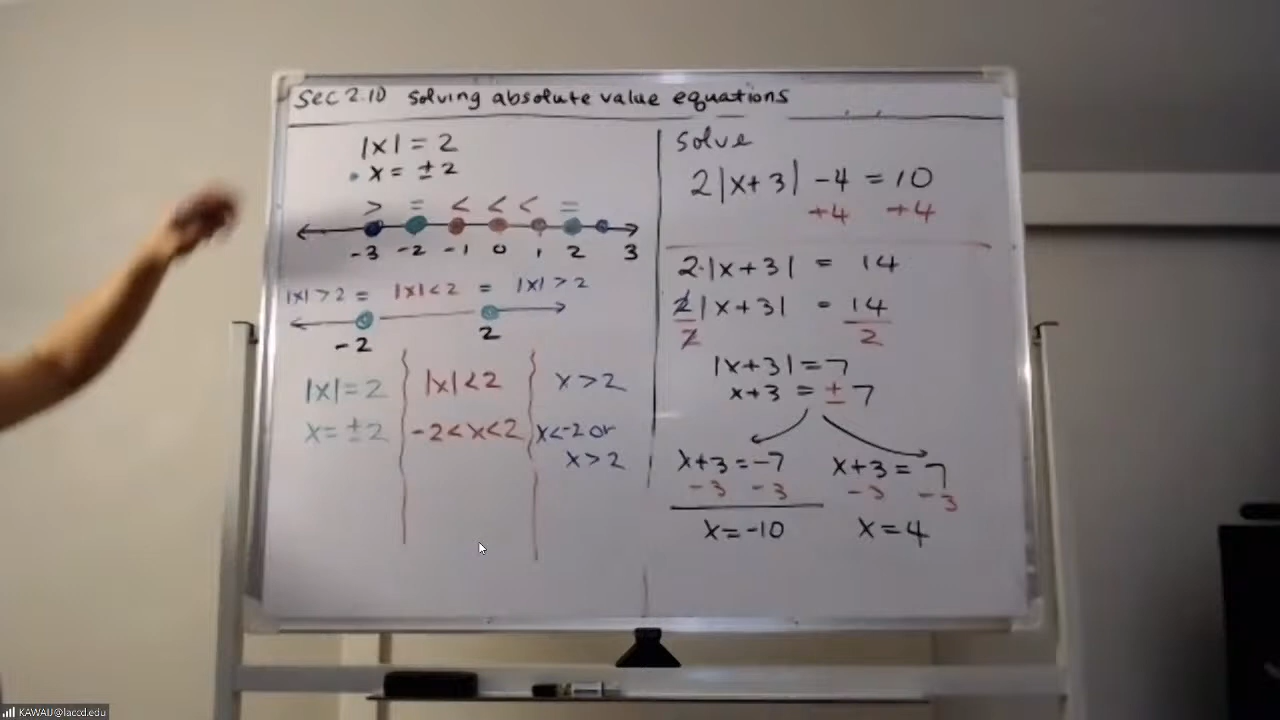 Sec 2.10 Solving absolute value equations
|x| = 2
x = ±2
> = < < < =
-3 -2 -1 0 1 2 3
|x| > 2 = |x| < 2 = |x| > 2
-2 2
|x| = 2
x = ±2
|x| < 2
-2 < x < 2
x > 2
x < -2 or
x > 2
Solve
2|x+3| -4 = 10
+4 +4
2·|x+3| = 14
2|x+3| = 14
2 2
|x+3| = 7
x+3 = ±7
x+3 = -7
-3 -3
x = -10
x+3 = 7
-3 -3
x = 4
KAWAIJ@laccd.edu